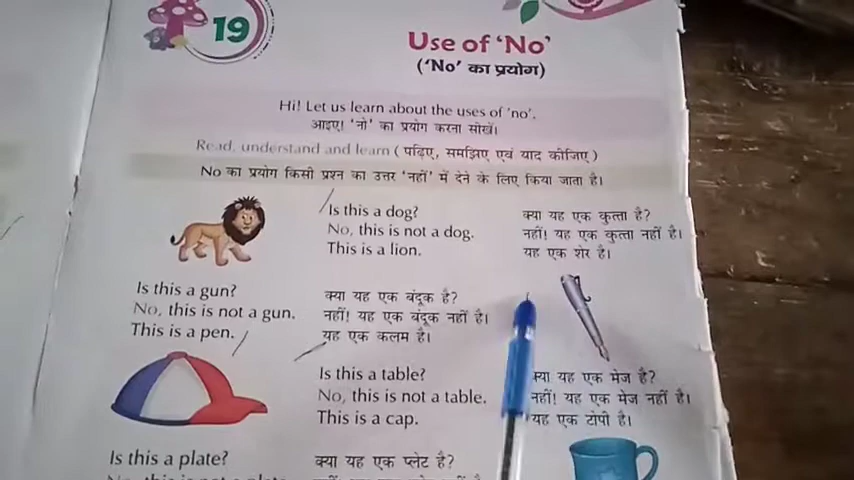 19
Use of 'No'
('No' का प्रयोग)
Hi! Let us learn about the uses of 'no'.
आइए! 'नो' का प्रयोग करना सीखें।
Read, understand and learn ( पढ़िए, समझिए एवं याद कीजिए )
No का प्रयोग किसी प्रश्न का उत्तर 'नहीं' में देने के लिए किया जाता है।
Is this a dog? क्या यह एक कुत्ता है?
No, this is not a dog. नहीं! यह एक कुत्ता नहीं है।
This is a lion. यह एक शेर है।
Is this a gun? क्या यह एक बंदूक है?
No, this is not a gun. नहीं! यह एक बंदूक नहीं है।
This is a pen. यह एक कलम है।
Is this a table? क्या यह एक मेज है?
No, this is not a table. नहीं! यह एक मेज नहीं है।
This is a cap. यह एक टोपी है।
Is this a plate? क्या यह एक प्लेट है?